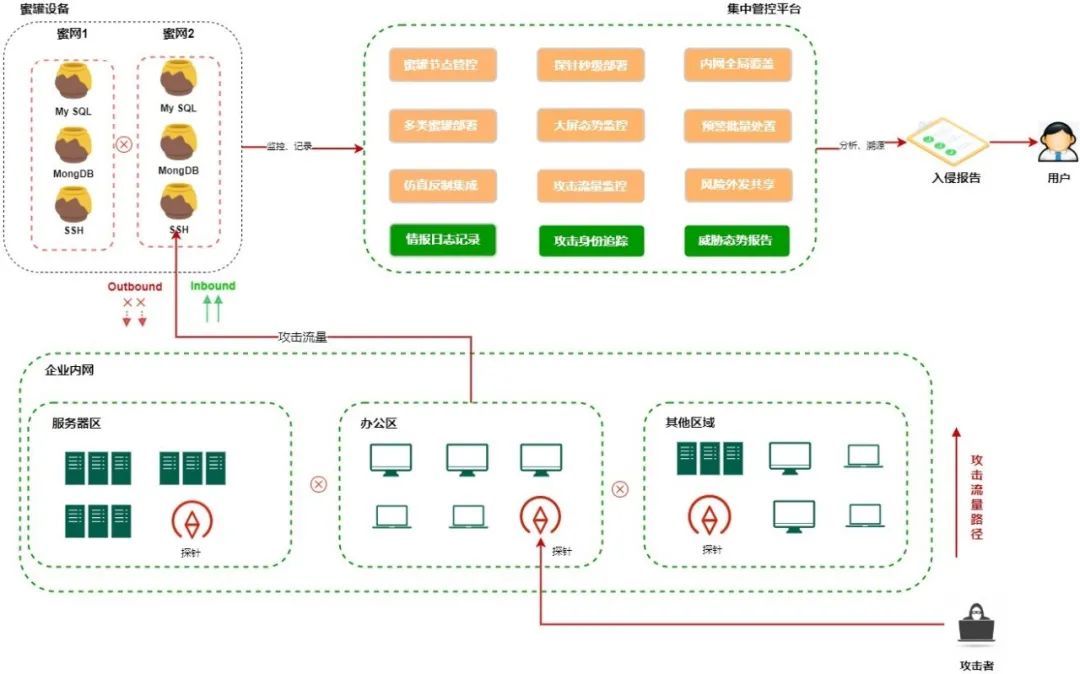 蜜罐设备
集中管控平台
蜜网1
蜜网2
My SQL
My SQL
MongDB
MongDB
SSH
SSH
蜜罐节点管控
探针秒级部署
内网全局覆盖
多类蜜罐部署
大屏态势监控
预警批量处置
仿真反制集成
攻击流量监控
风险外发共享
情报日志记录
攻击身份追踪
威胁态势报告
监控、记录
分析、溯源
入侵报告
用户
Outbound
Inbound
攻击流量
企业内网
服务器区
办公区
其他区域
探针
探针
探针
攻击流量路径
攻击者